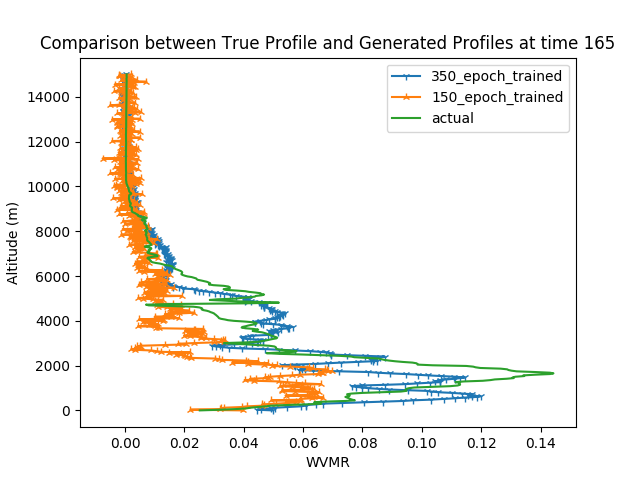 Comparison between True Profile and Generated Profiles at time 165
350_epoch_trained
150_epoch_trained
actual
Altitude (m)
14000
12000
10000
8000
6000
4000
2000
0
0.00 0.02 0.04 0.06 0.08 0.10 0.12 0.14
WVMR